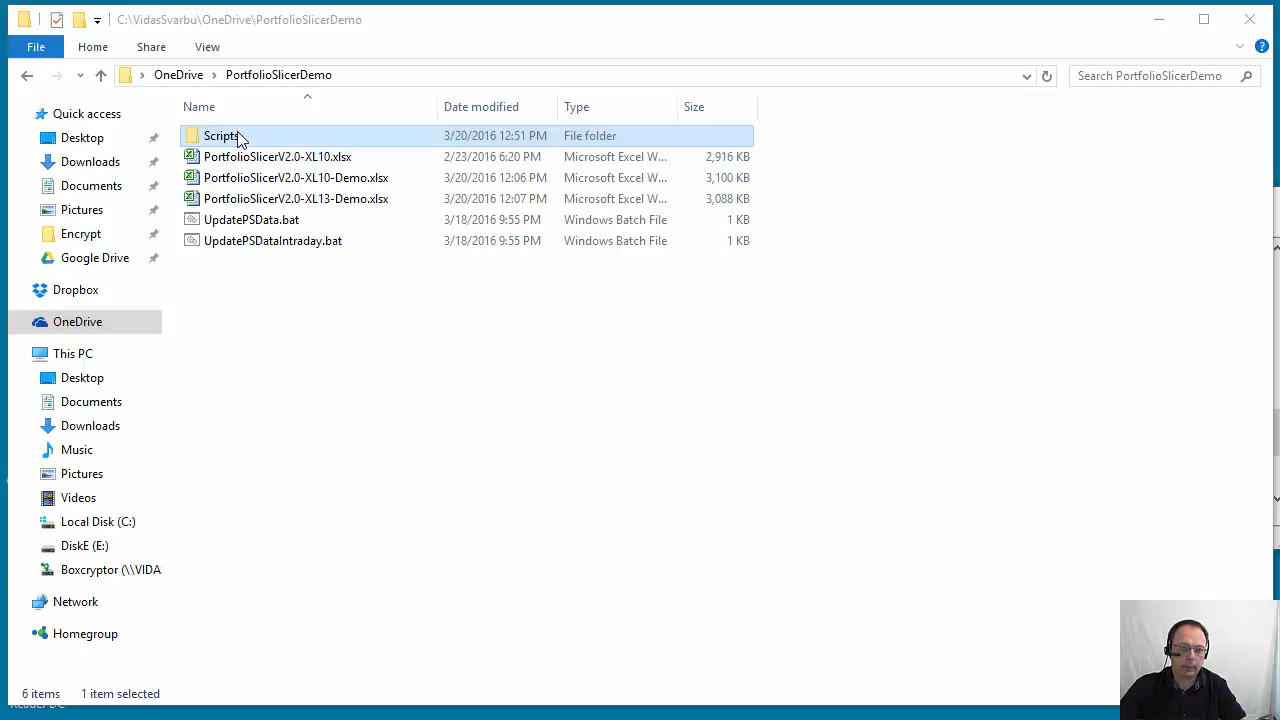 C:\VidasSvarbu\OneDrive\PortfolioSlicerDemo
File Home Share View
OneDrive PortfolioSlicerDemo Search PortfolioSlicerDemo
Name Date modified Type Size
Scripts 3/20/2016 12:51 PM File folder
PortfolioSlicerV2.0-XL10.xlsx 2/23/2016 6:20 PM Microsoft Excel W... 2,916 KB
PortfolioSlicerV2.0-XL10-Demo.xlsx 3/20/2016 12:06 PM Microsoft Excel W... 3,100 KB
PortfolioSlicerV2.0-XL13-Demo.xlsx 3/20/2016 12:07 PM Microsoft Excel W... 3,088 KB
UpdatePSData.bat 3/18/2016 9:55 PM Windows Batch File 1 KB
UpdatePSDataIntraday.bat 3/18/2016 9:55 PM Windows Batch File 1 KB
Quick access
Desktop
Downloads
Documents
Pictures
Encrypt
Google Drive
Dropbox
OneDrive
This PC
Desktop
Documents
Downloads
Music
Pictures
Videos
Local Disk (C:)
DiskE (E:)
Boxcryptor (\\VIDA
Network
Homegroup
6 items 1 item selected
Reader DC